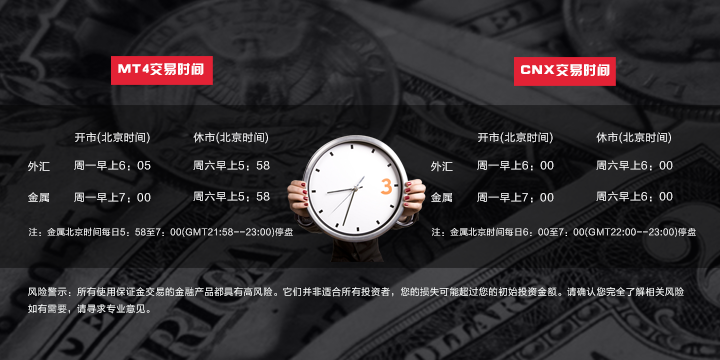 MT4交易时间
开市(北京时间) 休市(北京时间)
外汇 周一早上6；05 周六早上5；58
金属 周一早上7；00 周六早上5；58
注：金属北京时间每日5：58至7：00(GMT21:58--23:00)停盘
3
CNX交易时间
开市(北京时间) 休市(北京时间)
外汇 周一早上6；00 周六早上6；00
金属 周一早上7；00 周六早上6；00
注：金属北京时间每日6：00至7：00(GMT22:00--23:00)停盘
风险警示：所有使用保证金交易的金融产品都具有高风险。它们并非适合所有投资者，您的损失可能超过您的初始投资金额。请确认您完全了解相关风险
如有需要，请寻求专业意见。